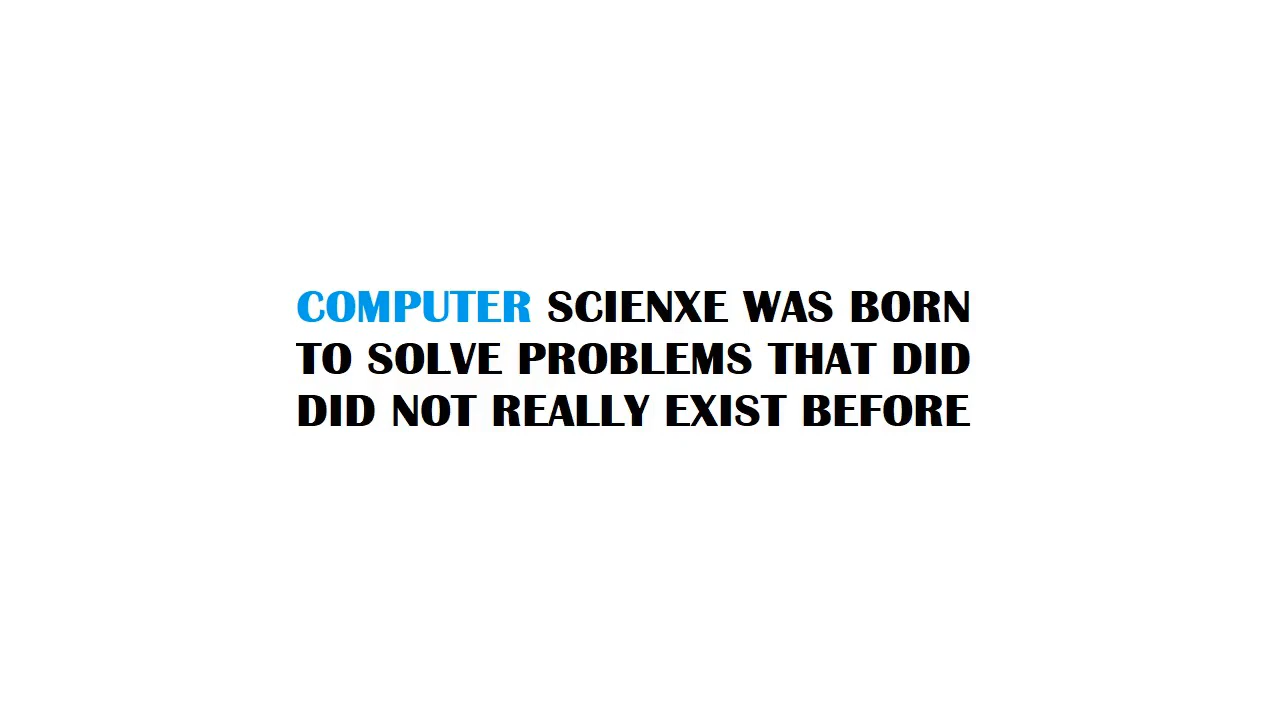 COMPUTER SCIENXE WAS BORN
TO SOLVE PROBLEMS THAT DID
DID NOT REALLY EXIST BEFORE